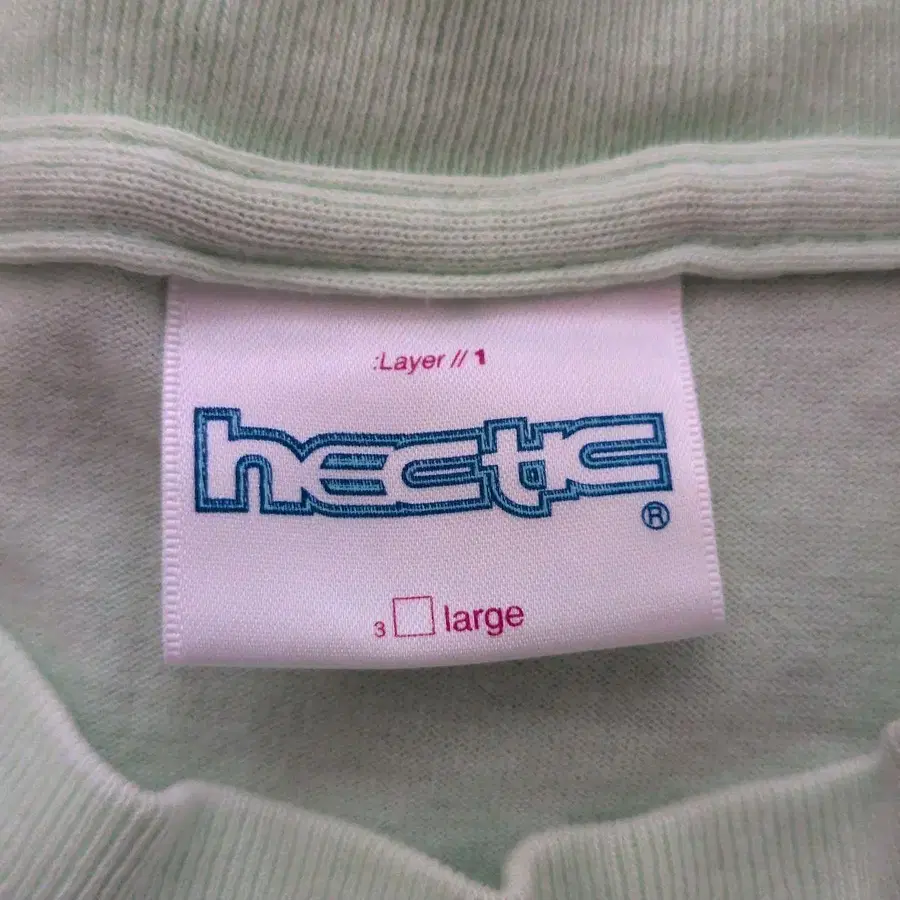 :Layer // 1
hectic
®
3 large